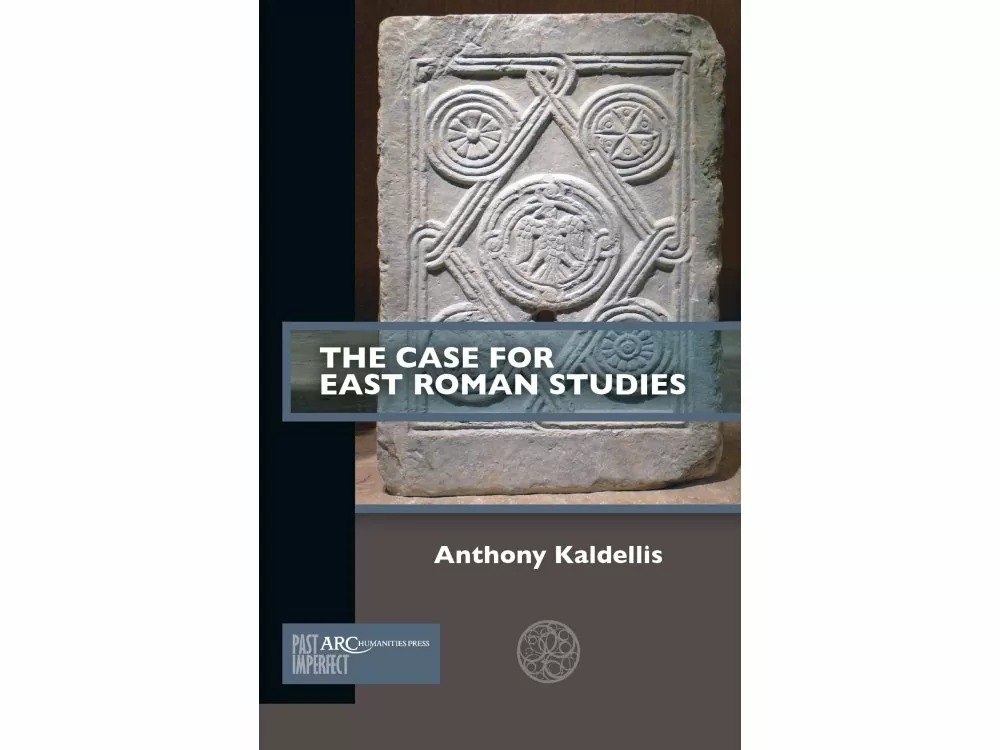 THE CASE FOR
EAST ROMAN STUDIES
Anthony Kaldellis
PAST
IMPERFECT
ARC HUMANITIES PRESS